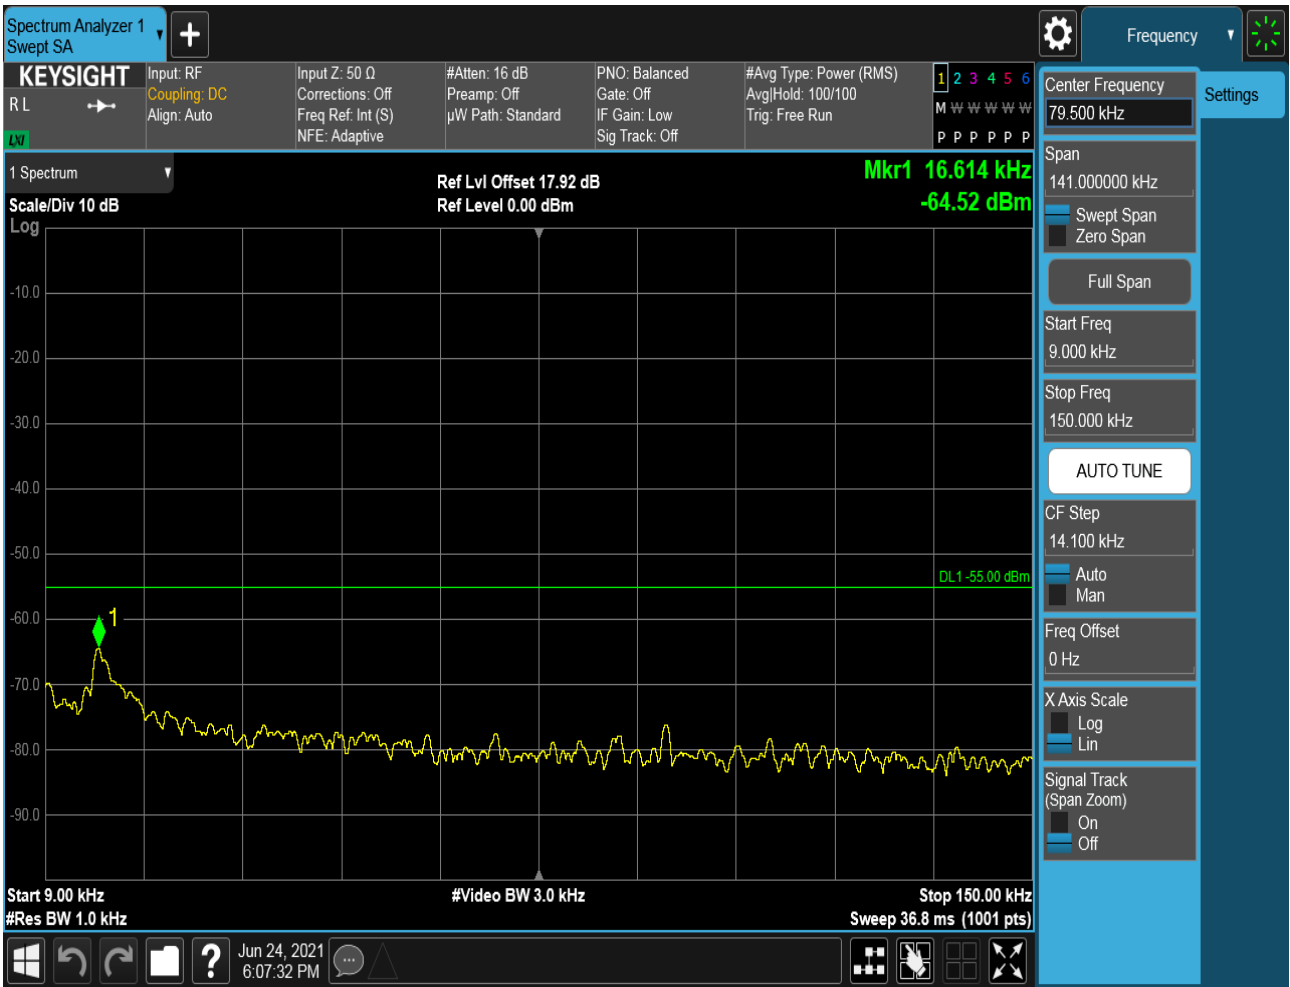 Spectrum Analyzer 1
Swept SA
Frequency
KEYSIGHT
R L
LXI
Input: RF
Coupling: DC
Align: Auto
Input Z: 50 Ω
Corrections: Off
Freq Ref: Int (S)
NFE: Adaptive
#Atten: 16 dB
Preamp: Off
µW Path: Standard
PNO: Balanced
Gate: Off
IF Gain: Low
Sig Track: Off
#Avg Type: Power (RMS)
Avg|Hold: 100/100
Trig: Free Run
1 2 3 4 5 6
M W W W W W
P P P P P P
1 Spectrum
Scale/Div 10 dB
Log
Ref Lvl Offset 17.92 dB
Ref Level 0.00 dBm
Mkr1 16.614 kHz
-64.52 dBm
-10.0
-20.0
-30.0
-40.0
-50.0
DL1 -55.00 dBm
-60.0
1
-70.0
-80.0
-90.0
Start 9.00 kHz
#Res BW 1.0 kHz
#Video BW 3.0 kHz
Stop 150.00 kHz
Sweep 36.8 ms (1001 pts)
Center Frequency
79.500 kHz
Settings
Span
141.000000 kHz
Swept Span
Zero Span
Full Span
Start Freq
9.000 kHz
Stop Freq
150.000 kHz
AUTO TUNE
CF Step
14.100 kHz
Auto
Man
Freq Offset
0 Hz
X Axis Scale
Log
Lin
Signal Track
(Span Zoom)
On
Off
?
Jun 24, 2021
6:07:32 PM